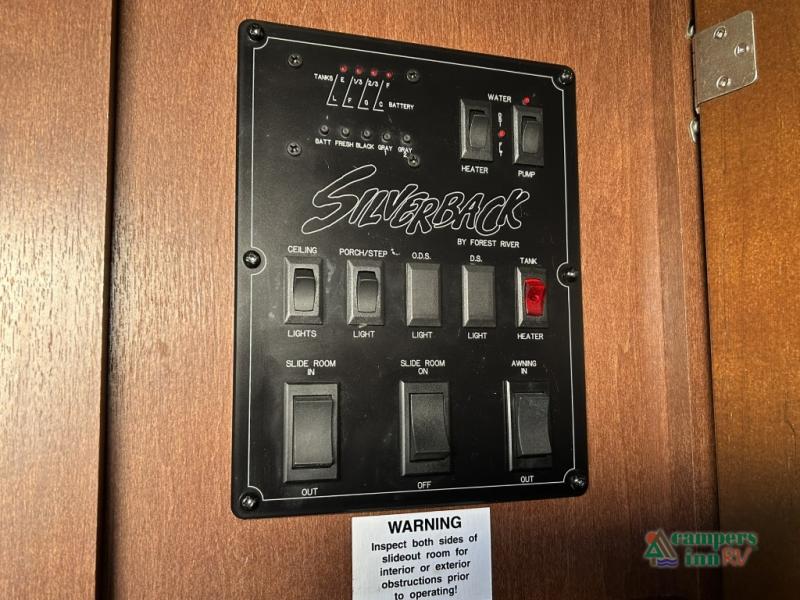 TANKS E 1/3 2/3 F
L F G C BATTERY
BATT FRESH BLACK GRAY 1 GRAY 2
WATER
HEATER
PUMP
SILVERBACK
BY FOREST RIVER
CEILING PORCH/STEP O.D.S. D.S. TANK
LIGHTS LIGHT LIGHT LIGHT HEATER
SLIDE ROOM SLIDE ROOM AWNING
IN ON IN
OUT OFF OUT
WARNING
Inspect both sides of
slideout room for
interior or exterior
obstructions prior
to operating!
campers
inn RV